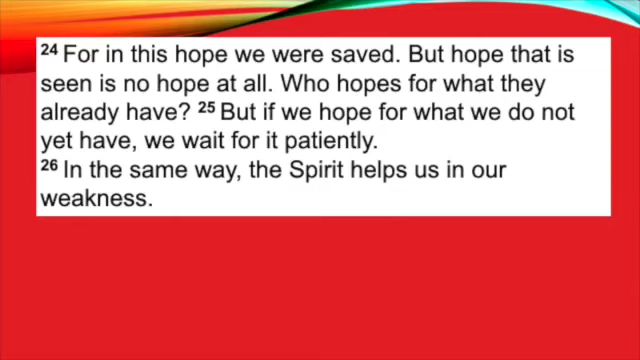 24 For in this hope we were saved. But hope that is
seen is no hope at all. Who hopes for what they
already have? 25 But if we hope for what we do not
yet have, we wait for it patiently.
26 In the same way, the Spirit helps us in our
weakness.